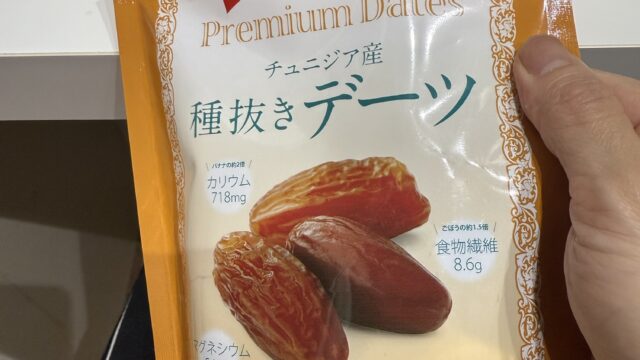 Premium Dates
チュニジア産
種抜きデーツ
バナナの約2倍
カリウム
718mg
ごぼうの約1.5倍
食物繊維
8.6g
マグネシウム